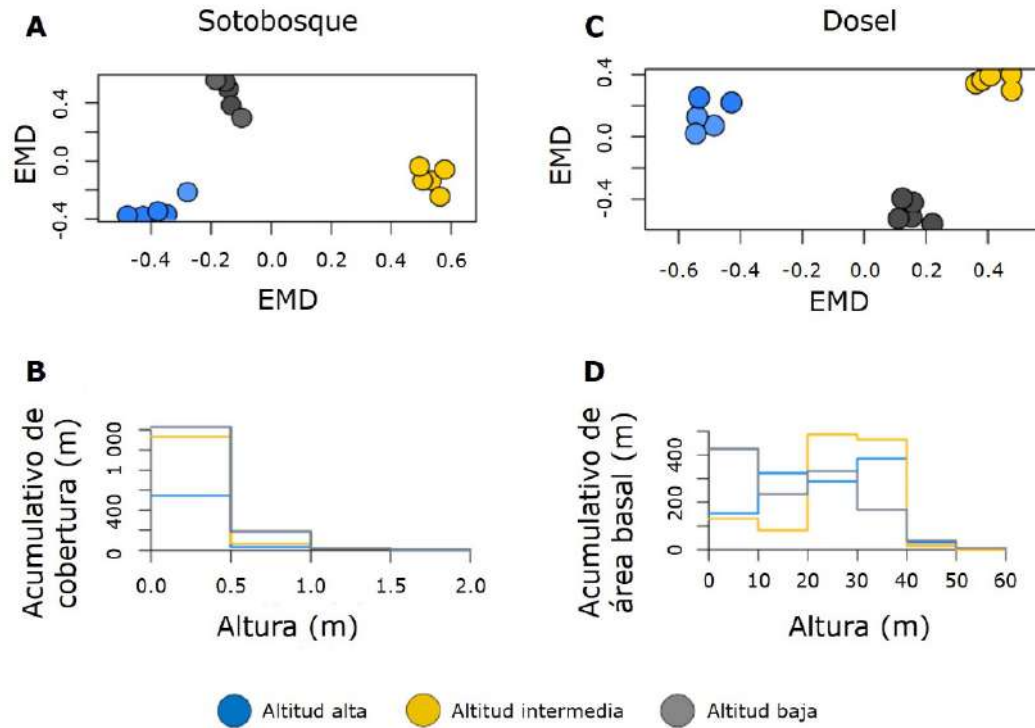 A Sotobosque
EMD
0.4
0.0
-0.4
-0.4 -0.2 0.0 0.2 0.4 0.6
EMD
C Dosel
EMD
0.4
0.0
-0.4
-0.6 -0.4 -0.2 0.0 0.2 0.4
EMD
B
Acumulativo de
cobertura (m)
1 000
1 000
400
0
0.0 0.5 1.0 1.5 2.0
Altura (m)
D
Acumulativo de
área basal (m)
400
200
0
0 10 20 30 40 50 60
Altura (m)
Altitud alta Altitud intermedia Altitud baja